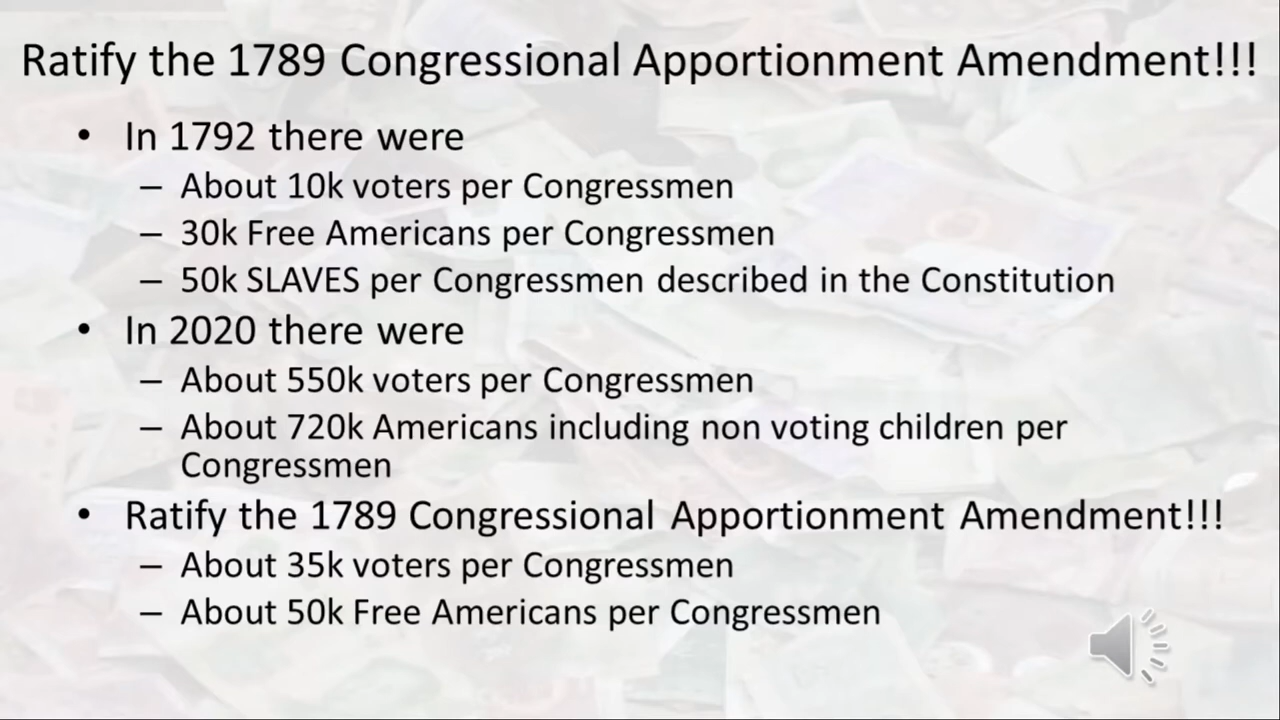 Ratify the 1789 Congressional Apportionment Amendment!!!
• In 1792 there were
– About 10k voters per Congressmen
– 30k Free Americans per Congressmen
– 50k SLAVES per Congressmen described in the Constitution
• In 2020 there were
– About 550k voters per Congressmen
– About 720k Americans including non voting children per
Congressmen
• Ratify the 1789 Congressional Apportionment Amendment!!!
– About 35k voters per Congressmen
– About 50k Free Americans per Congressmen